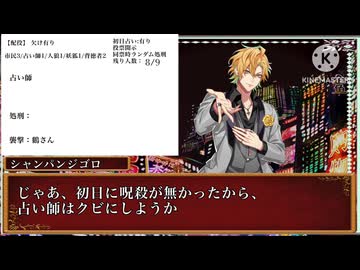 【配役】 欠け有り
市民3/占い師1/人狼1/妖狐1/背徳者2
占い師
処刑：
襲撃：鶴さん
初日占い:有り
投票開示
同票時ランダム処刑
残り人数： 8/9
KINEMASTER
シャンパンジゴロ
じゃあ、初日に呪殺が無かったから、
占い師はクビにしようか